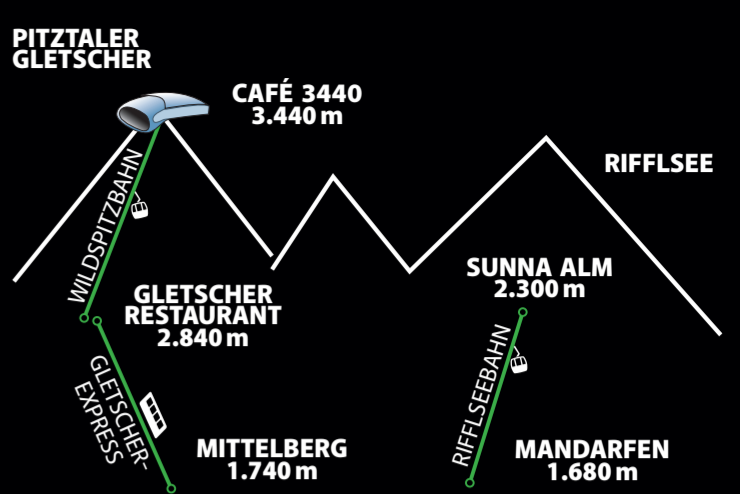 PITZTALER
GLETSCHER
CAFÉ 3440
3.440 m
RIFFLSEE
WILDSPITZBAHN
SUNNA ALM
2.300 m
GLETSCHER
RESTAURANT
2.840 m
GLETSCHER-
EXPRESS
RIFFLSEEBAHN
MITTELBERG
1.740 m
MANDARFEN
1.680 m